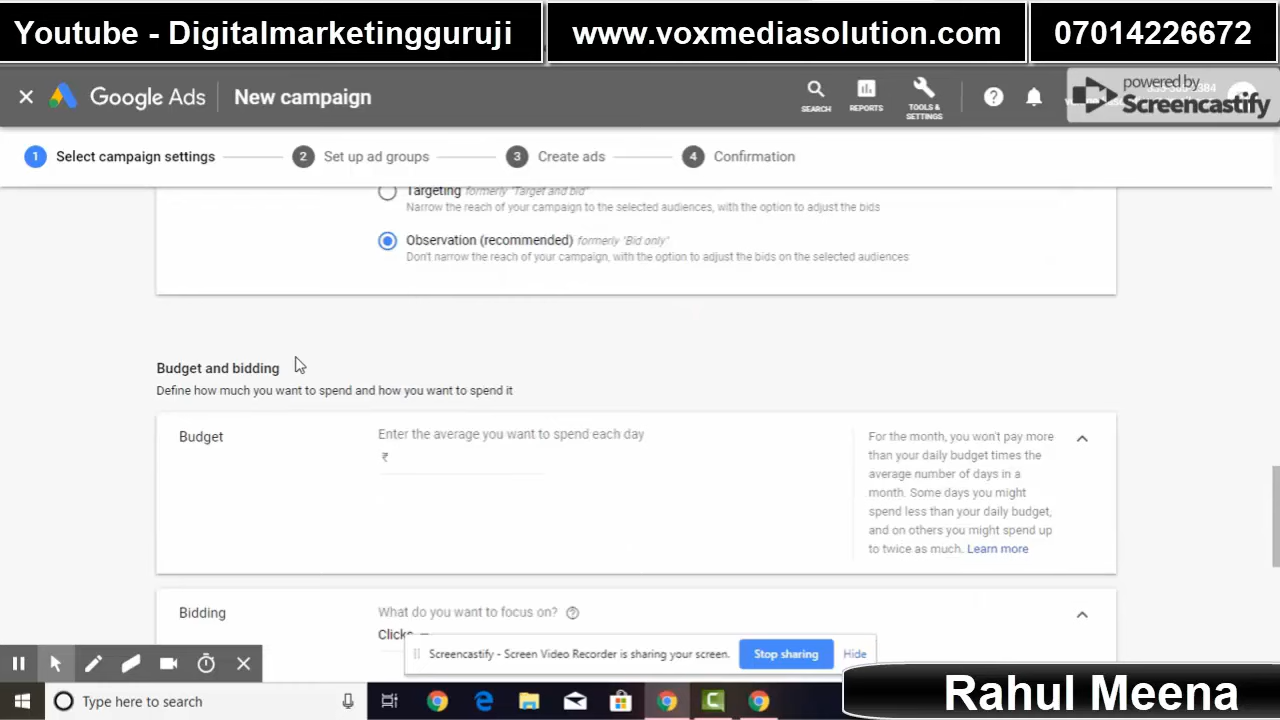 Youtube - Digitalmarketingguruji
www.voxmediasolution.com
07014226672
Google Ads
New campaign
SEARCH
REPORTS
TOOLS & SETTINGS
powered by
Screencastify
1 Select campaign settings
2 Set up ad groups
3 Create ads
4 Confirmation
Targeting formerly "Target and bid"
Narrow the reach of your campaign to the selected audiences, with the option to adjust the bids
Observation (recommended) formerly "Bid only"
Don't narrow the reach of your campaign, with the option to adjust the bids on the selected audiences
Budget and bidding
Define how much you want to spend and how you want to spend it
Budget
Enter the average you want to spend each day
₹
For the month, you won't pay more
than your daily budget times the
average number of days in a
month. Some days you might
spend less than your daily budget,
and on others you might spend up
to twice as much. Learn more
Bidding
What do you want to focus on?
Clicks
Screencastify - Screen Video Recorder is sharing your screen.
Stop sharing
Hide
Type here to search
Rahul Meena